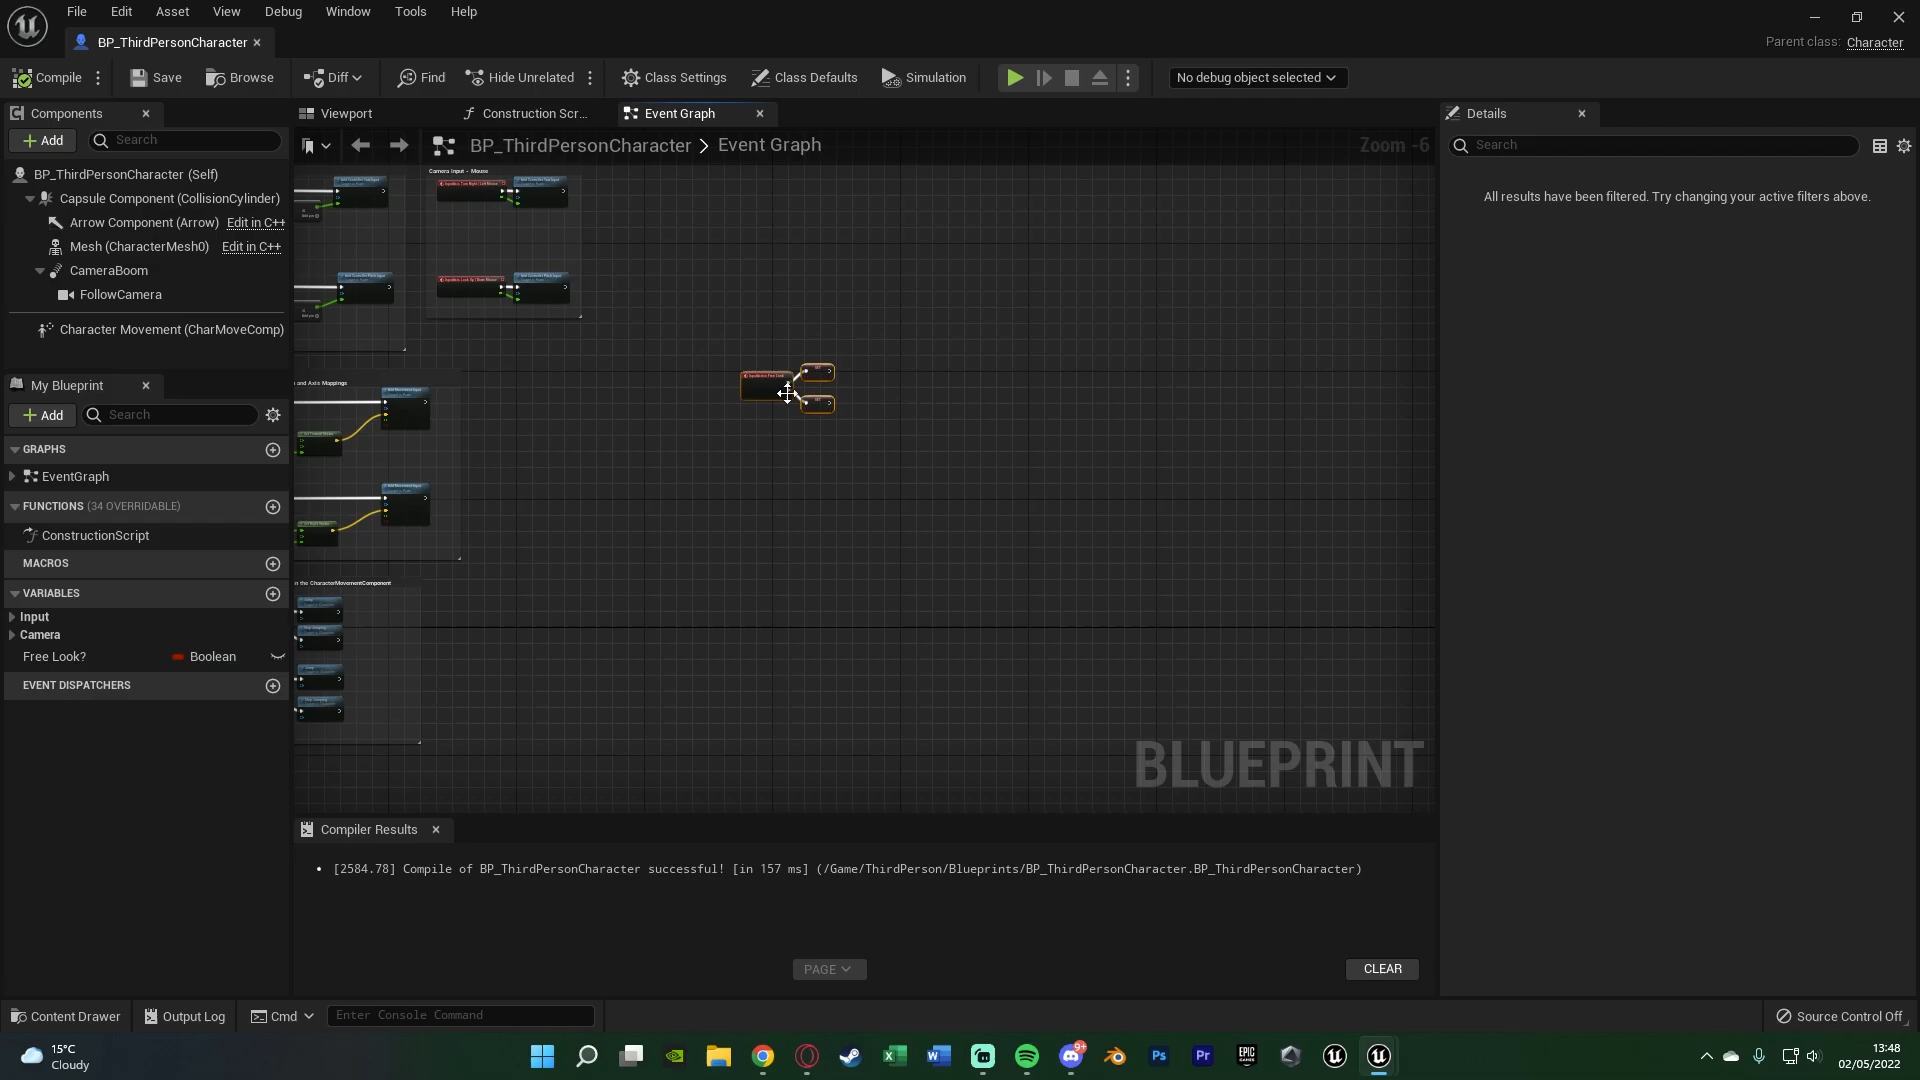 File Edit Asset View Debug Window Tools Help
BP_ThirdPersonCharacter
Parent class: Character
Compile Save Browse Diff Find Hide Unrelated Class Settings Class Defaults Simulation No debug object selected
Components
Add Search
BP_ThirdPersonCharacter (Self)
Capsule Component (CollisionCylinder)
Arrow Component (Arrow) Edit in C++
Mesh (CharacterMesh0) Edit in C++
CameraBoom
FollowCamera
Character Movement (CharMoveComp)
My Blueprint
Add Search
GRAPHS
EventGraph
FUNCTIONS (34 OVERRIDABLE)
ConstructionScript
MACROS
VARIABLES
Input
Camera
Free Look? Boolean
EVENT DISPATCHERS
Viewport Construction Scr... Event Graph
BP_ThirdPersonCharacter > Event Graph
Zoom -6
Camera Input - Mouse
and Axis Mappings
n the CharacterMovementComponent
BLUEPRINT
Compiler Results
[2584.78] Compile of BP_ThirdPersonCharacter successful! [in 157 ms] (/Game/ThirdPerson/Blueprints/BP_ThirdPersonCharacter.BP_ThirdPersonCharacter)
PAGE
CLEAR
Details
Search
All results have been filtered. Try changing your active filters above.
Content Drawer Output Log Cmd Enter Console Command Source Control Off
15°C
Cloudy
9+
13:48
02/05/2022